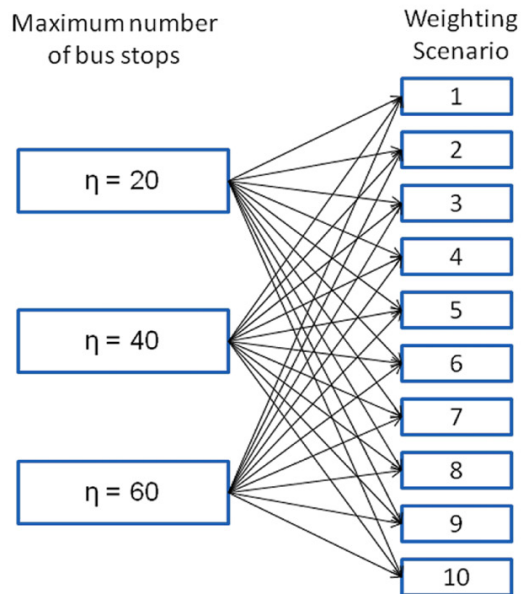 Maximum number
of bus stops
Weighting
Scenario
η = 20
η = 40
η = 60
1
2
3
4
5
6
7
8
9
10